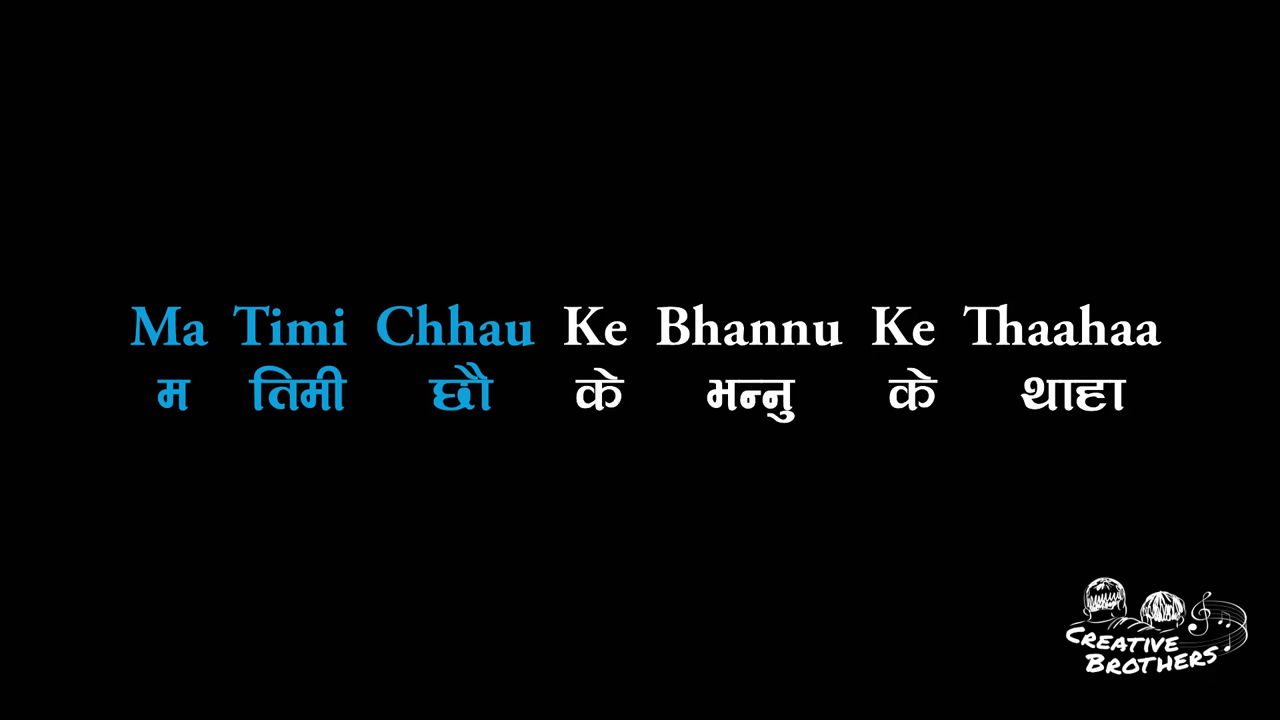 Ma Timi Chhau Ke Bhannu Ke Thaahaa
म तिमी छौ के भन्नु के थाहा
CREATIVE
BROTHERS